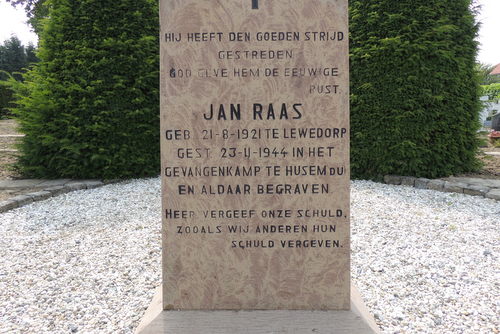 HIJ HEEFT DEN GOEDEN STRIJD
GESTREDEN
GOD GEVE HEM DE EEUWIGE
RUST.
JAN RAAS
GEB. 21-8-1921 TE LEWEDORP
GEST. 23-11-1944 IN HET
GEVANGENKAMP TE HUSEM DU
EN ALDAAR BEGRAVEN.
HEER VERGEEF ONZE SCHULD,
ZOOALS WIJ ANDEREN HUN
SCHULD VERGEVEN.